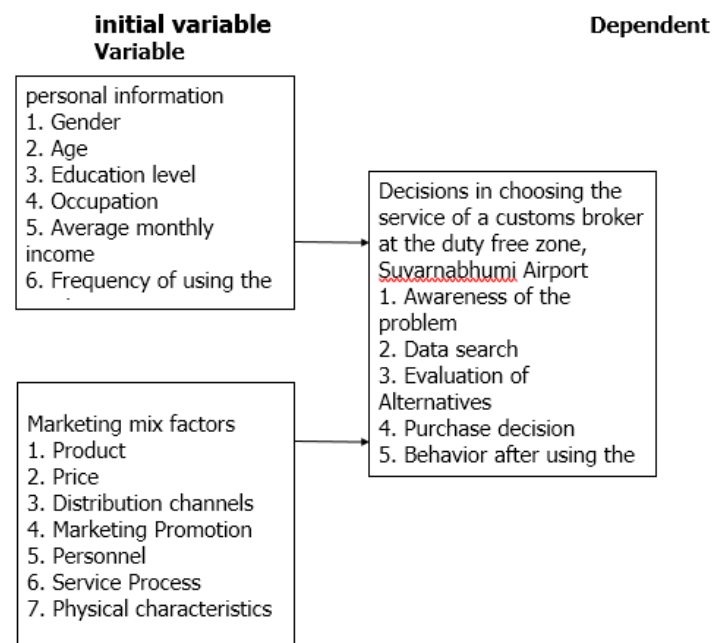 initial variable
Dependent
Variable
personal information
1. Gender
2. Age
3. Education level
4. Occupation
5. Average monthly
income
6. Frequency of using the
Decisions in choosing the
service of a customs broker
at the duty free zone,
Suvarnabhumi Airport
1. Awareness of the
problem
2. Data search
3. Evaluation of
Alternatives
4. Purchase decision
5. Behavior after using the
Marketing mix factors
1. Product
2. Price
3. Distribution channels
4. Marketing Promotion
5. Personnel
6. Service Process
7. Physical characteristics